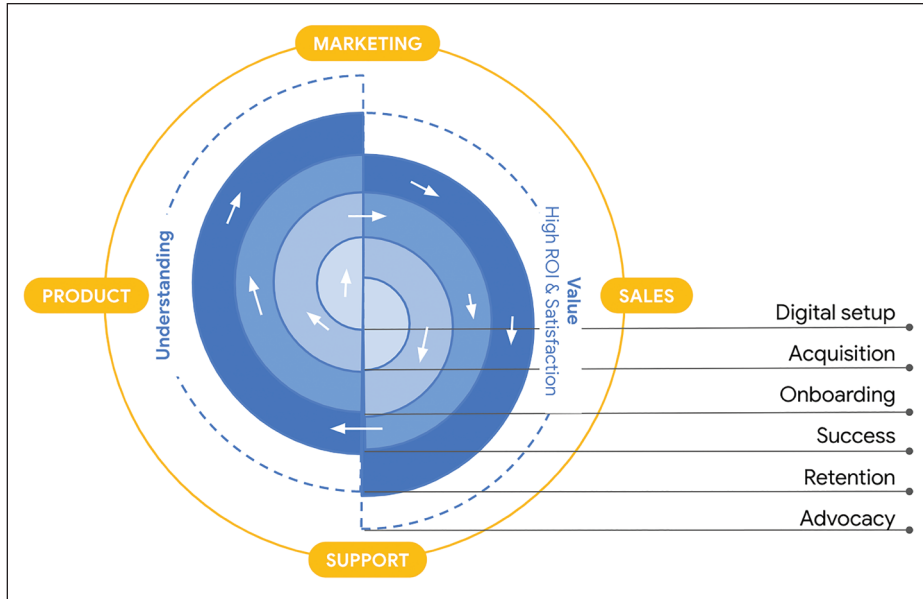 MARKETING
Understanding
High ROI & Satisfaction
Value
PRODUCT
SALES
Digital setup
Acquisition
Onboarding
Success
Retention
Advocacy
SUPPORT